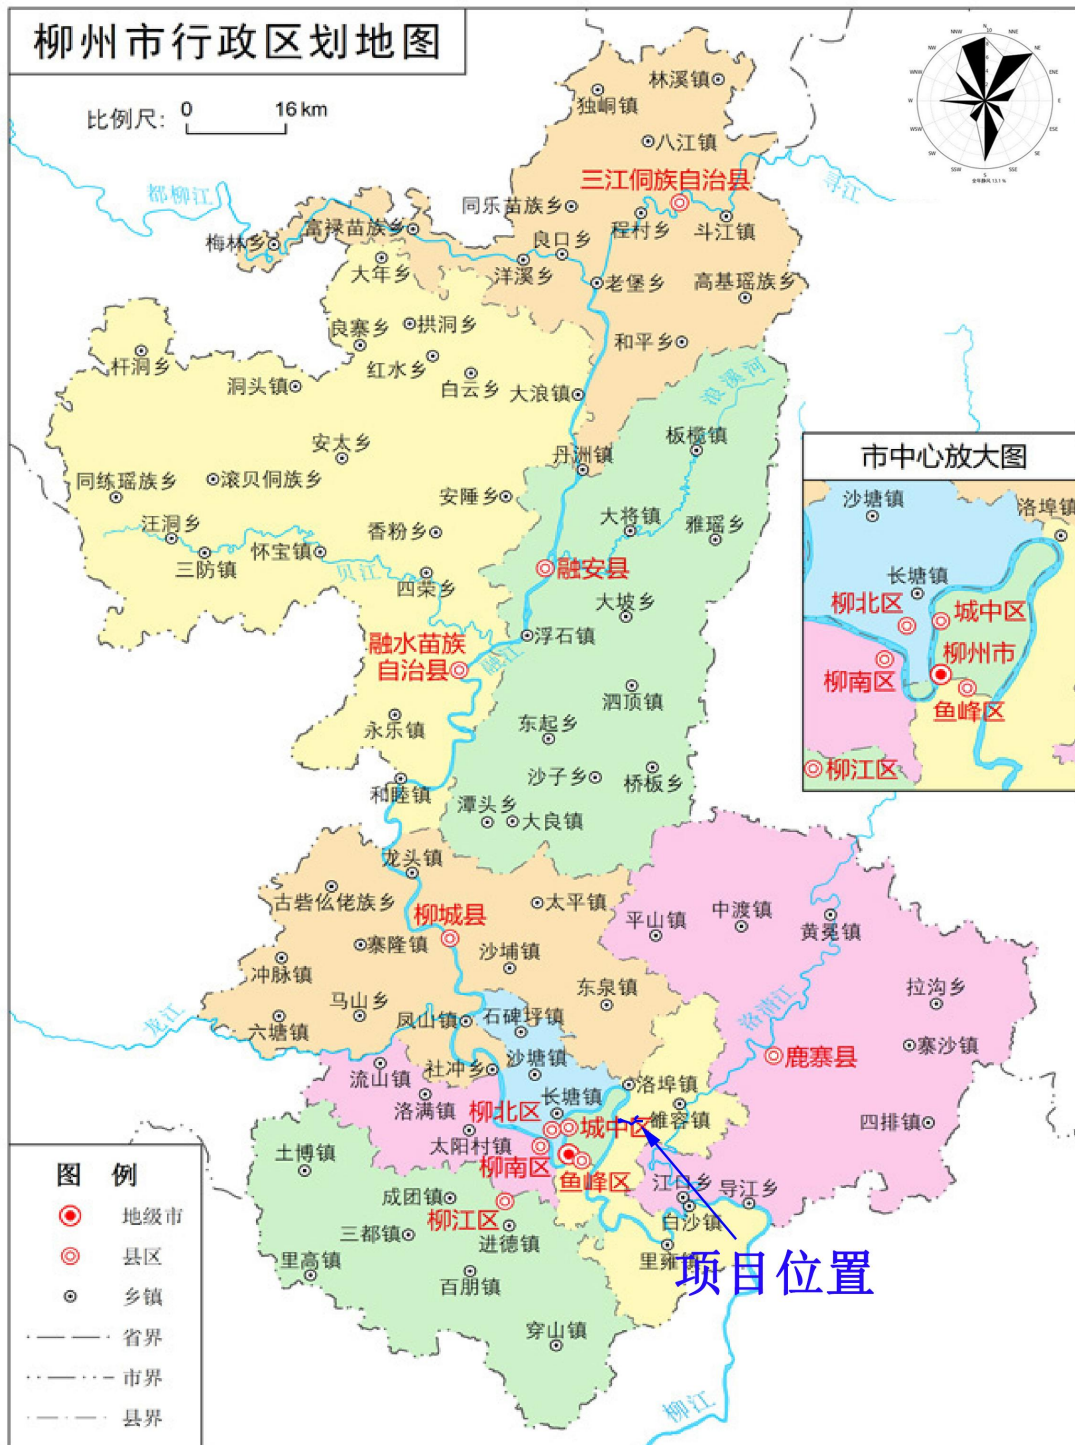 柳州市行政区划地图
比例尺:
0
16 km
N
NNE
NE
ENE
E
ESE
SE
SSE
S
SSW
SW
WSW
W
WNW
NW
NNW
10
林溪镇
独峒镇
八江镇
三江侗族自治县
寻江
都柳江
同乐苗族乡
程村乡
斗江镇
富禄苗族乡
梅林乡
良口乡
大年乡
洋溪乡
老堡乡
高基瑶族乡
拱洞乡
良寨乡
和平乡
杆洞乡
红水乡
白云乡
洞头镇
大浪镇
浪溪河
板榄镇
安太乡
丹洲镇
同练瑶族乡
滚贝侗族乡
安陲乡
汪洞乡
香粉乡
大将镇
雅瑶乡
三防镇
怀宝镇
贝江
四荣乡
融安县
大坡乡
浮石镇
融水苗族
自治县
融江
泗顶镇
永乐镇
东起乡
沙子乡
桥板乡
和睦镇
潭头乡
大良镇
龙头镇
古砦仫佬族乡
太平镇
柳城县
平山镇
中渡镇
黄冕镇
寨隆镇
沙埔镇
冲脉镇
东泉镇
拉沟乡
马山乡
洛清江
龙江
六塘镇
凤山镇
石碑坪镇
寨沙镇
鹿寨县
沙塘镇
社冲乡
流山镇
洛埠镇
长塘镇
洛满镇
柳北区
城中区
雒容镇
四排镇
太阳村镇
土博镇
柳南区
鱼峰区
成团镇
江口乡
导江乡
柳江区
白沙镇
三都镇
进德镇
里雍镇
里高镇
百朋镇
项目位置
穿山镇
柳江
市中心放大图
沙塘镇
洛埠镇
长塘镇
柳北区
城中区
柳州市
柳南区
鱼峰区
柳江区
图 例
地级市
县区
乡镇
省界
市界
县界